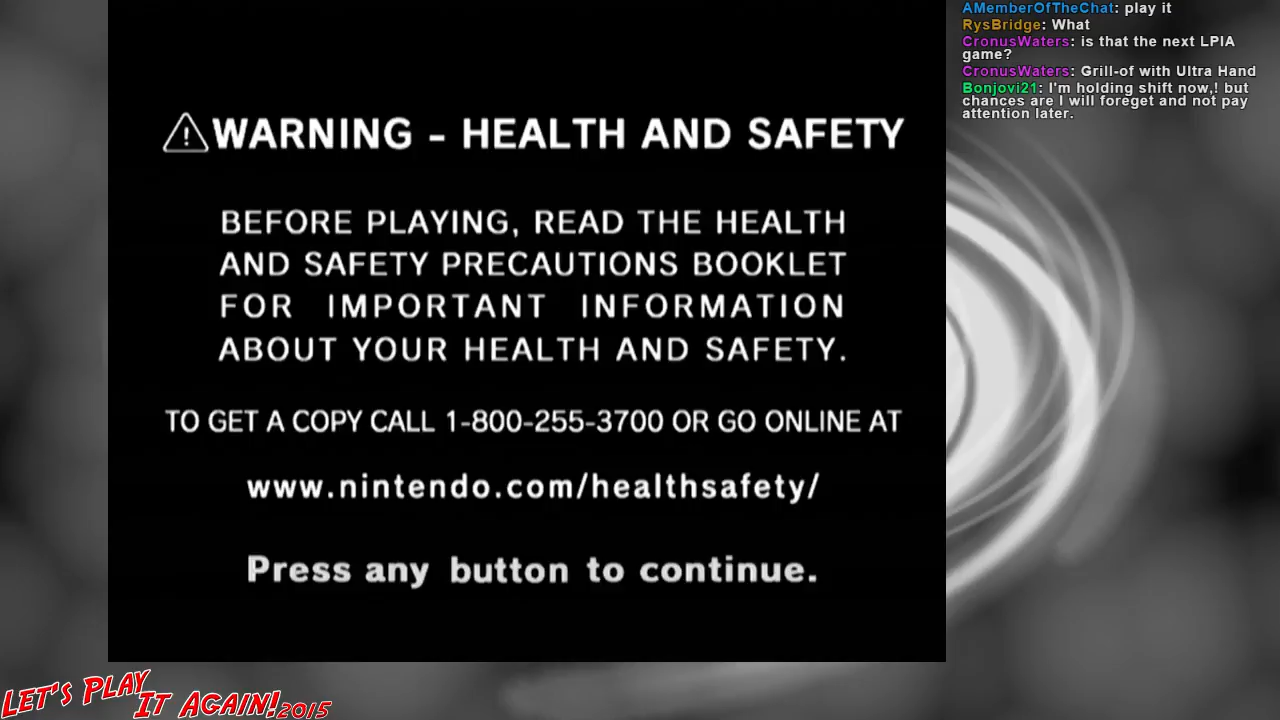 WARNING - HEALTH AND SAFETY
BEFORE PLAYING, READ THE HEALTH
AND SAFETY PRECAUTIONS BOOKLET
FOR IMPORTANT INFORMATION
ABOUT YOUR HEALTH AND SAFETY.
TO GET A COPY CALL 1-800-255-3700 OR GO ONLINE AT
www.nintendo.com/healthsafety/
Press any button to continue.
AMemberOfTheChat: play it
RysBridge: What
CronusWaters: is that the next LPIA
game?
CronusWaters: Grill-of with Ultra Hand
Bonjovi21: I'm holding shift now,! but
chances are I will foreget and not pay
attention later.
LET'S PLAY
IT AGAIN! 2015